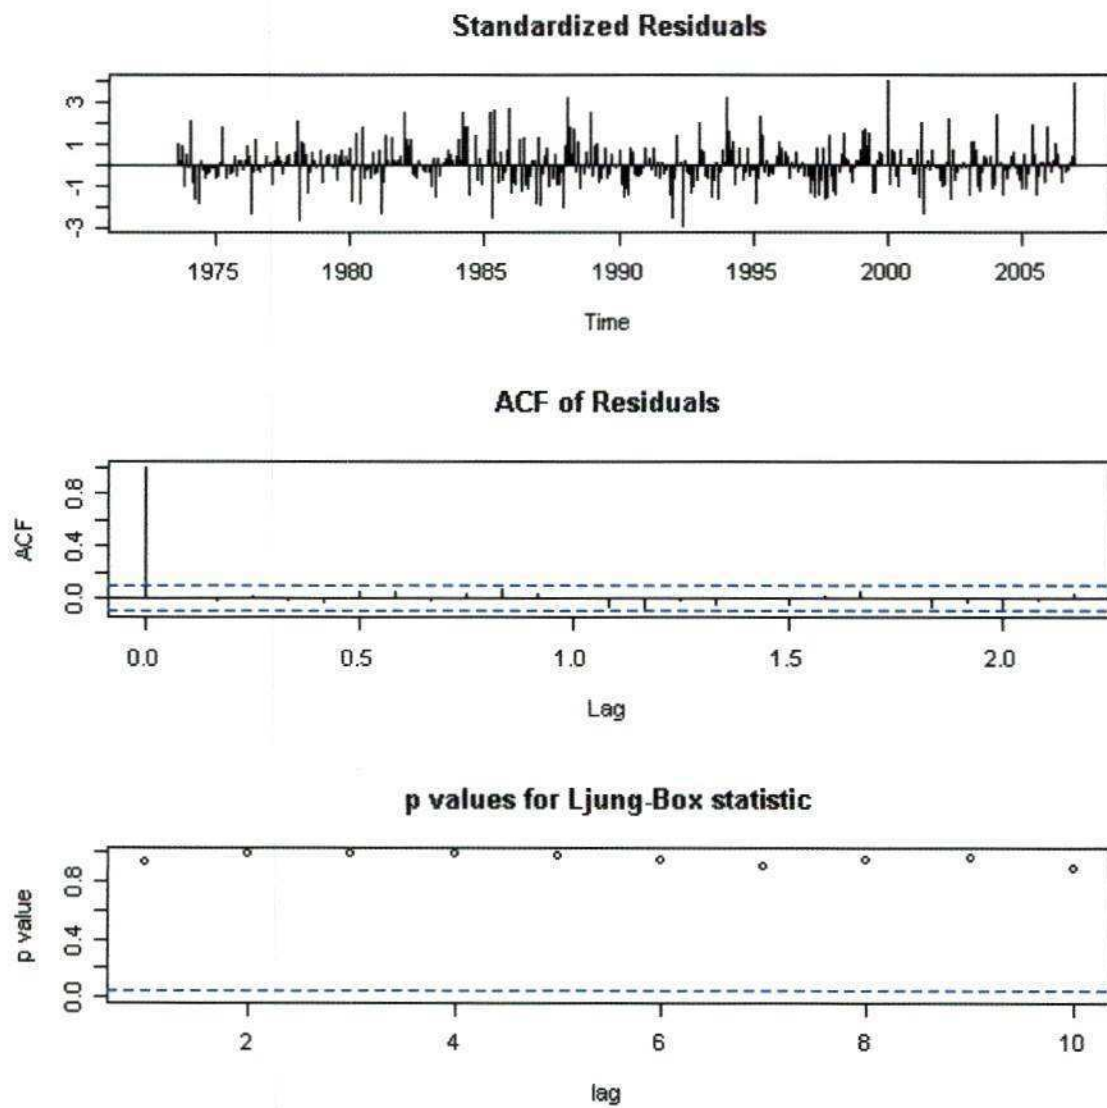 Standardized Residuals
3
1
-1
-3
1975 1980 1985 1990 1995 2000 2005
Time
ACF of Residuals
ACF
0.8
0.4
0.0
0.0 0.5 1.0 1.5 2.0
Lag
p values for Ljung-Box statistic
p value
0.8
0.4
0.0
2 4 6 8 10
lag